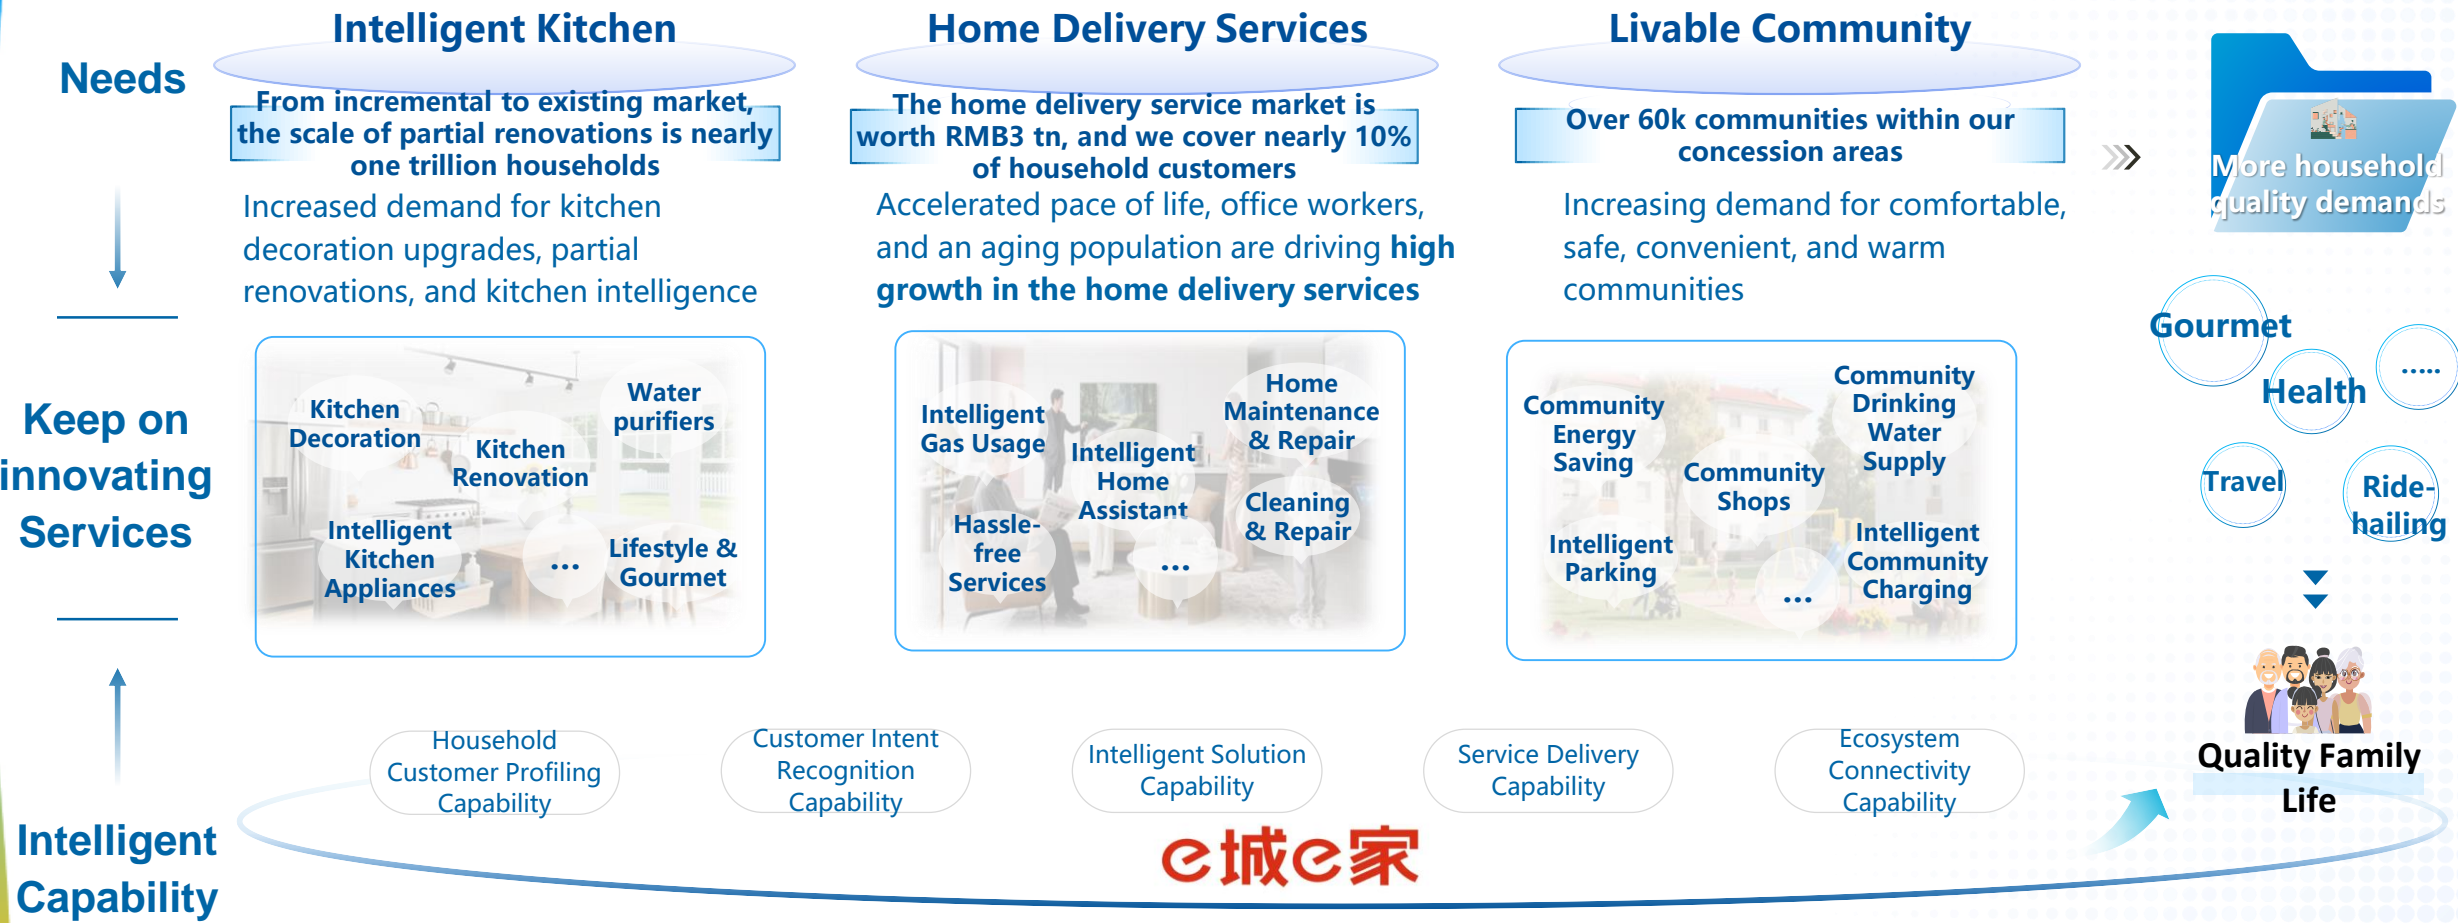 Needs
Keep on
innovating
Services
Intelligent
Capability
Intelligent Kitchen
From incremental to existing market,
the scale of partial renovations is nearly
one trillion households
Increased demand for kitchen
decoration upgrades, partial
renovations, and kitchen intelligence
Kitchen
Decoration
Kitchen
Renovation
Water
purifiers
Intelligent
Kitchen
Appliances
...
Lifestyle &
Gourmet
Home Delivery Services
The home delivery service market is
worth RMB3 tn, and we cover nearly 10%
of household customers
Accelerated pace of life, office workers,
and an aging population are driving high
growth in the home delivery services
Intelligent
Gas Usage
Intelligent
Home
Assistant
Home
Maintenance
& Repair
Hassle-
free
Services
...
Cleaning
& Repair
Livable Community
Over 60k communities within our
concession areas
Increasing demand for comfortable,
safe, convenient, and warm
communities
Community
Energy
Saving
Community
Shops
Community
Drinking
Water
Supply
Intelligent
Parking
...
Intelligent
Community
Charging
More household
quality demands
Gourmet
Health
.....
Travel
Ride-
hailing
Quality Family
Life
Household
Customer Profiling
Capability
Customer Intent
Recognition
Capability
Intelligent Solution
Capability
Service Delivery
Capability
Ecosystem
Connectivity
Capability
e城e家